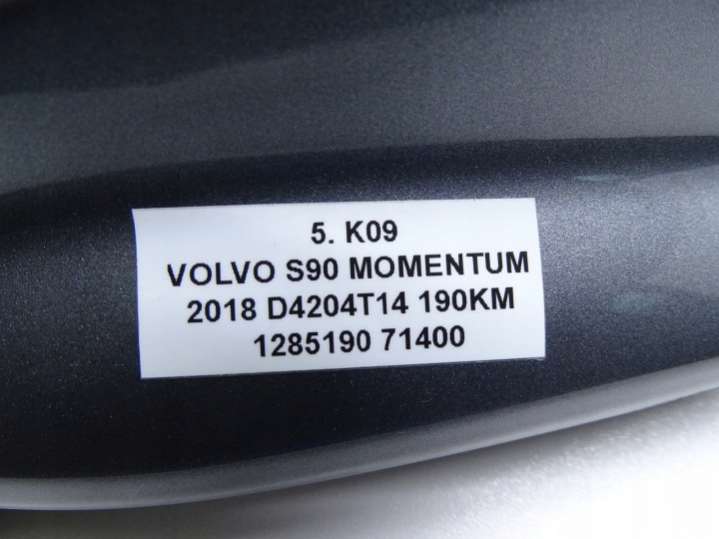 5. K09
VOLVO S90 MOMENTUM
2018 D4204T14 190KM
1285190 71400